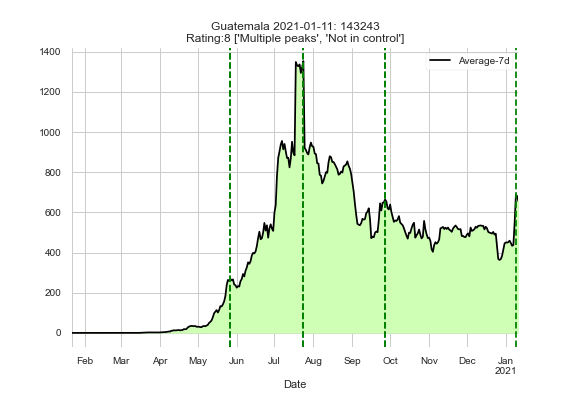 Guatemala 2021-01-11: 143243
Rating:8 ['Multiple peaks', 'Not in control']
Average-7d
1400
1200
1000
800
600
400
200
0
Feb Mar Apr May Jun Jul Aug Sep Oct Nov Dec Jan
2021
Date